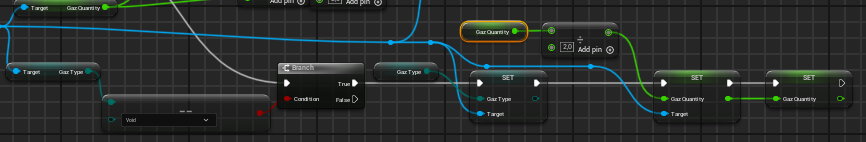 Target Gaz Quantity
Add pin
Add pin
Gaz Quantity
÷
2,0 Add pin
Target Gaz Type
Branch
True
Condition False
Gaz Type
SET
Gaz Type
Target
SET
Gaz Quantity
Target
SET
Gaz Quantity
==
Void